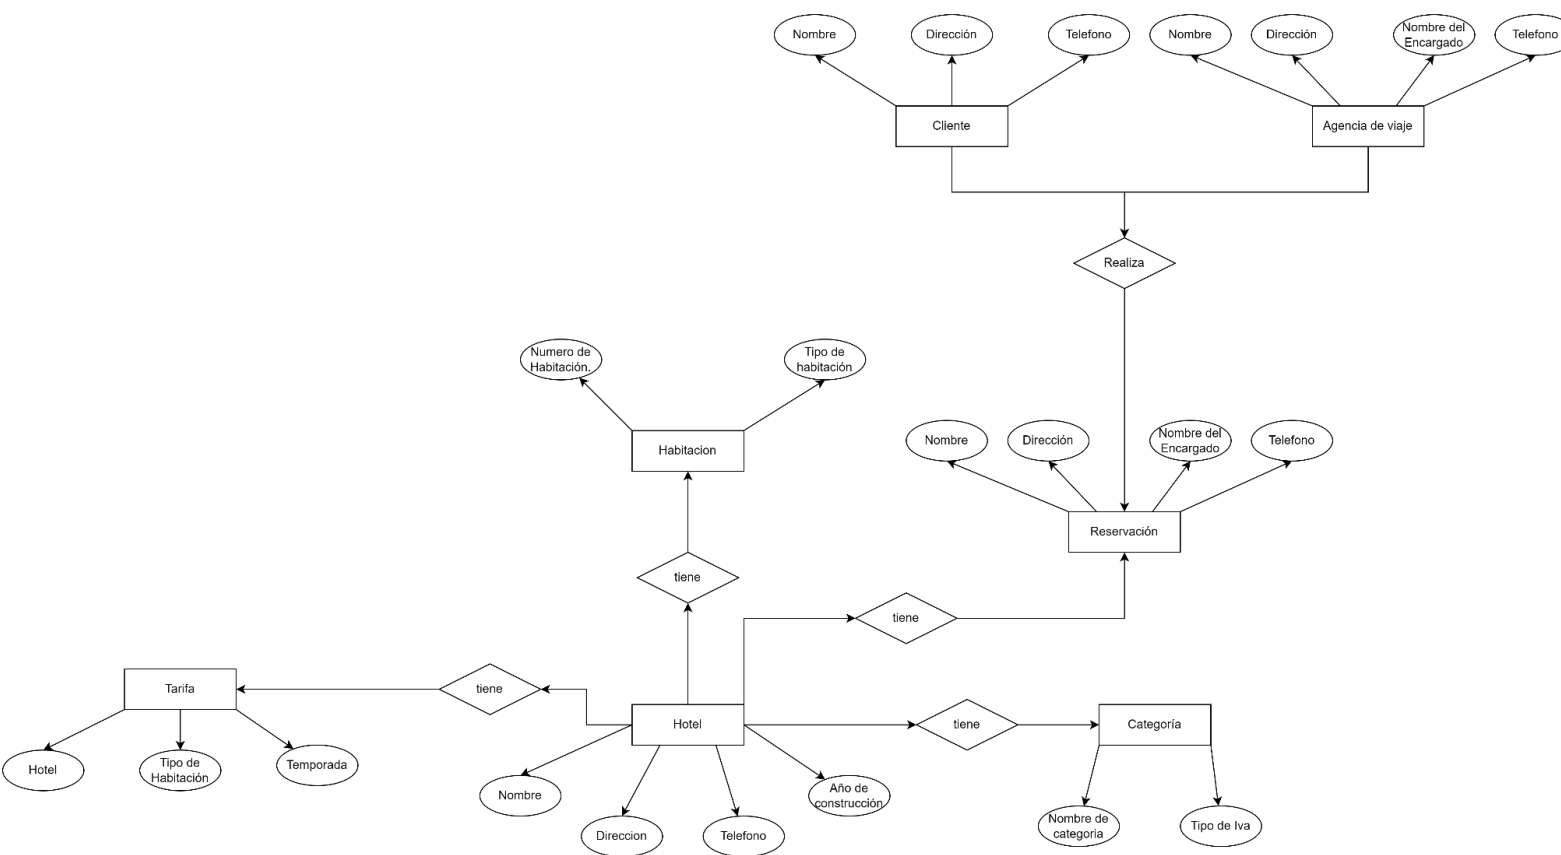 Nombre
Dirección
Telefono
Nombre
Dirección
Nombre del
Encargado
Telefono
Cliente
Agencia de viaje
Realiza
Numero de
Habitación.
Tipo de
habitación
Habitacion
Nombre
Dirección
Nombre del
Encargado
Telefono
Reservación
tiene
tiene
Tarifa
tiene
Hotel
tiene
Categoría
Hotel
Tipo de
Habitación
Temporada
Nombre
Direccion
Telefono
Año de
construcción
Nombre de
categoria
Tipo de Iva